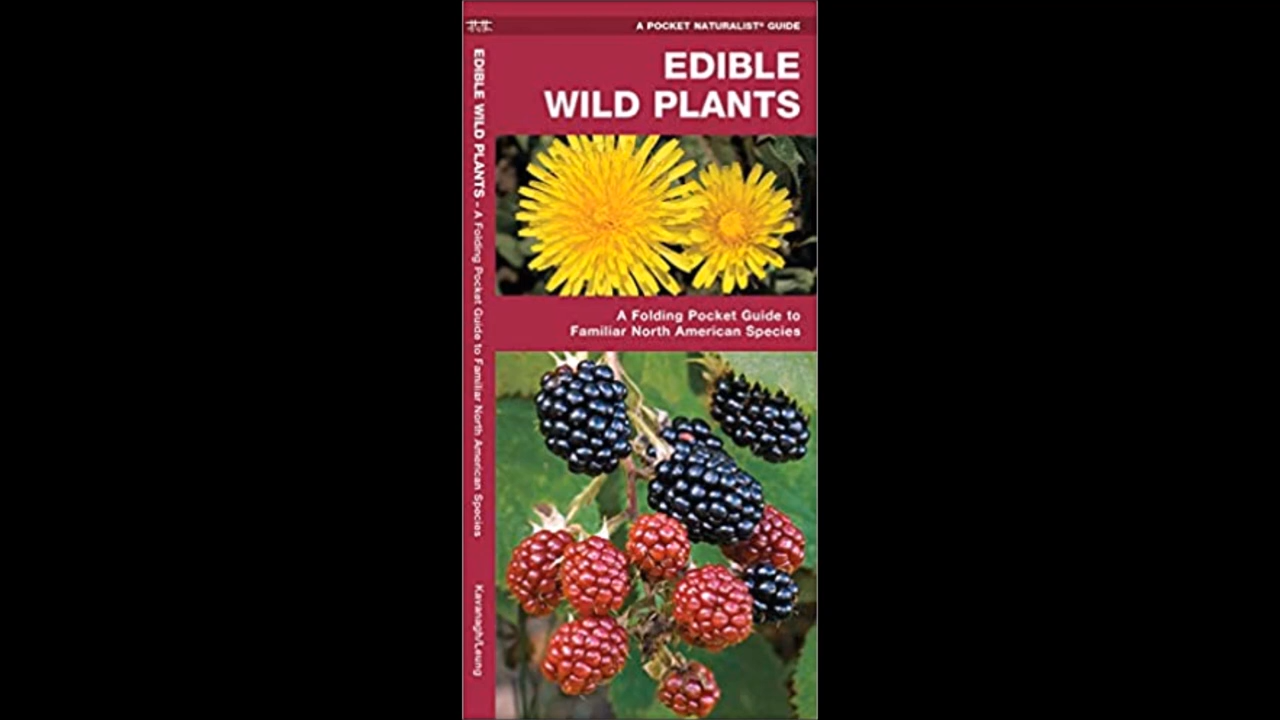 A POCKET NATURALIST® GUIDE
EDIBLE
WILD PLANTS
A Folding Pocket Guide to
Familiar North American Species
EDIBLE WILD PLANTS – A Folding Pocket Guide to Familiar North American Species
Kavanagh/Leung